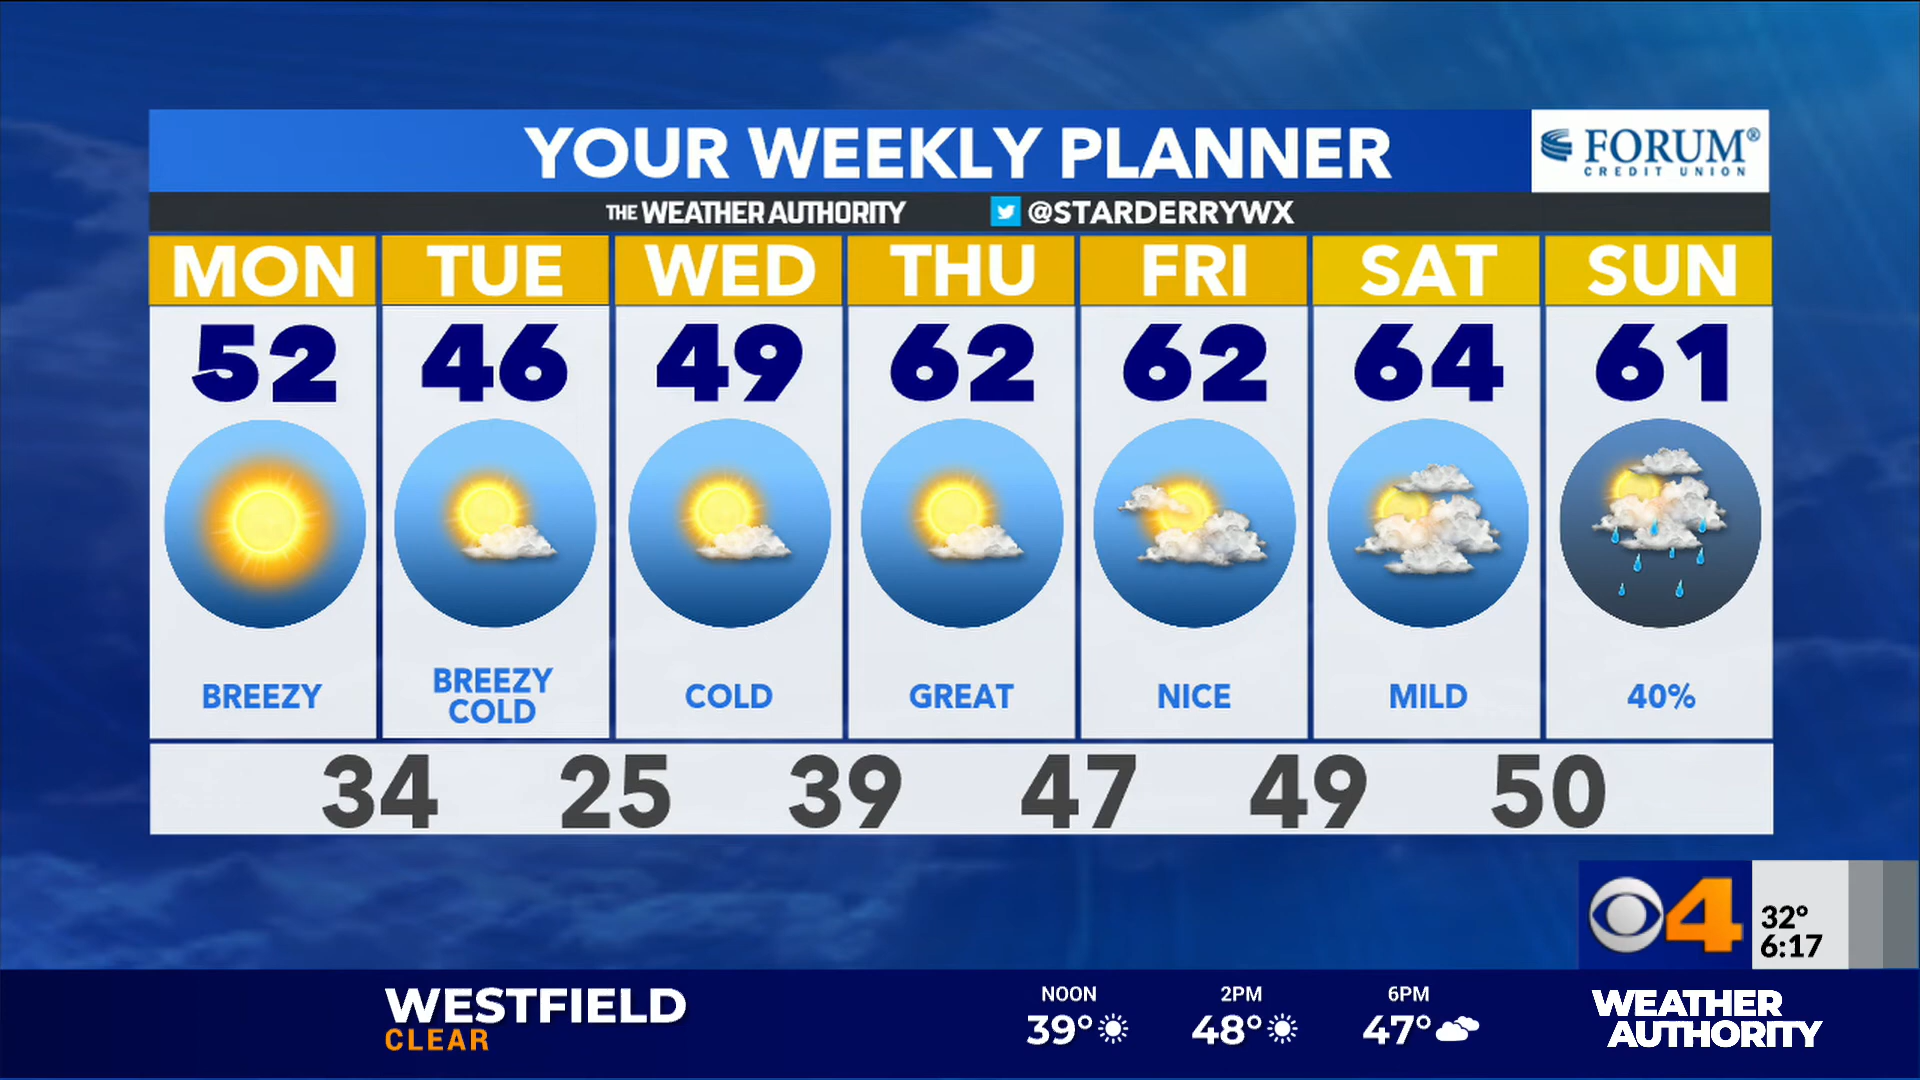 YOUR WEEKLY PLANNER
FORUM®
CREDIT UNION
THE WEATHER AUTHORITY @STARDERRYWX
MON TUE WED THU FRI SAT SUN
52 46 49 62 62 64 61
BREEZY BREEZY COLD COLD GREAT NICE MILD 40%
34 25 39 47 49 50
4
32°
6:17
WESTFIELD
CLEAR
NOON 2PM 6PM
39° 48° 47°
WEATHER
AUTHORITY